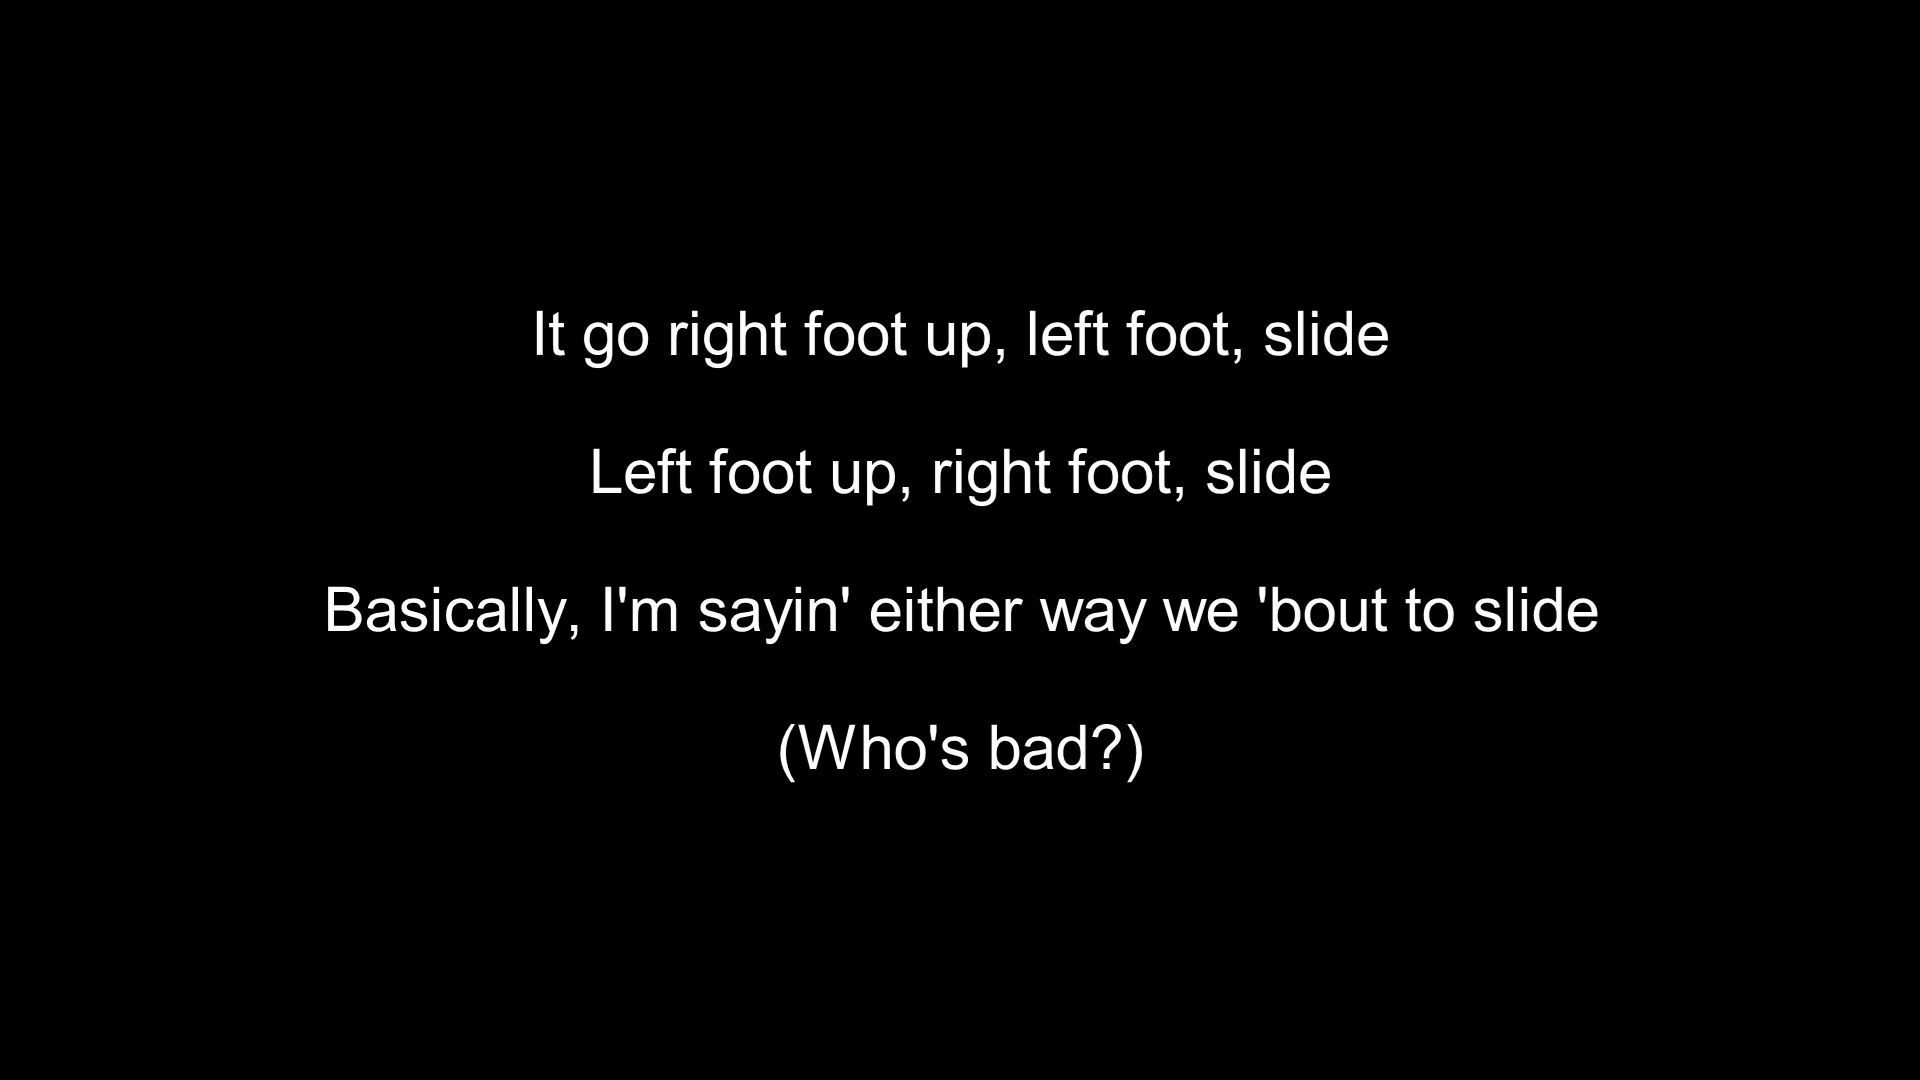 It go right foot up, left foot, slide
Left foot up, right foot, slide
Basically, I'm sayin' either way we 'bout to slide
(Who's bad?)